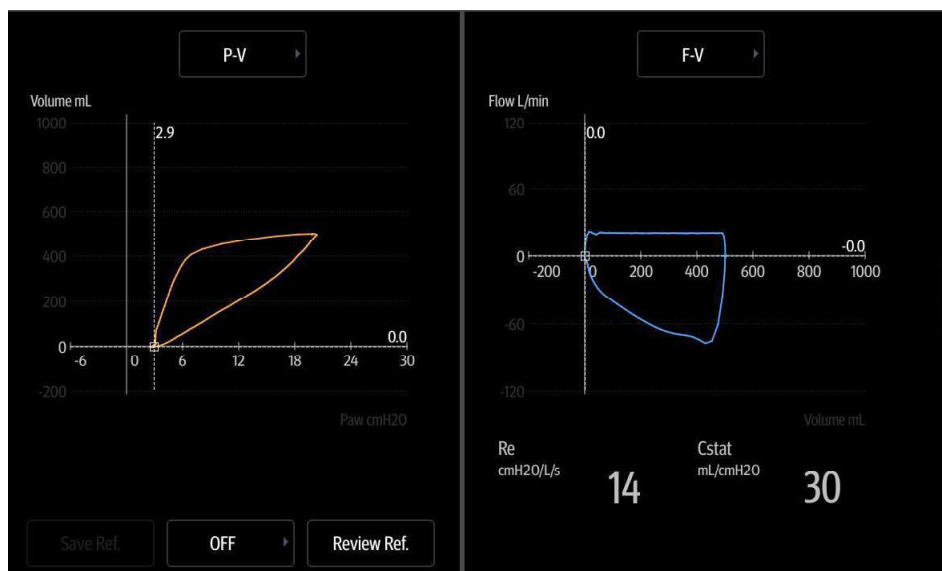 P-V
Volume mL
1000
2.9
800
600
400
200
0
0.0
-6 0 6 12 18 24 30
-200
Paw cmH2O
Save Ref.
OFF
Review Ref.
F-V
Flow L/min
120
0.0
60
0
-0.0
-200 0 200 400 600 800 1000
-60
-120
Volume mL
Re
cmH2O/L/s
14
Cstat
mL/cmH2O
30